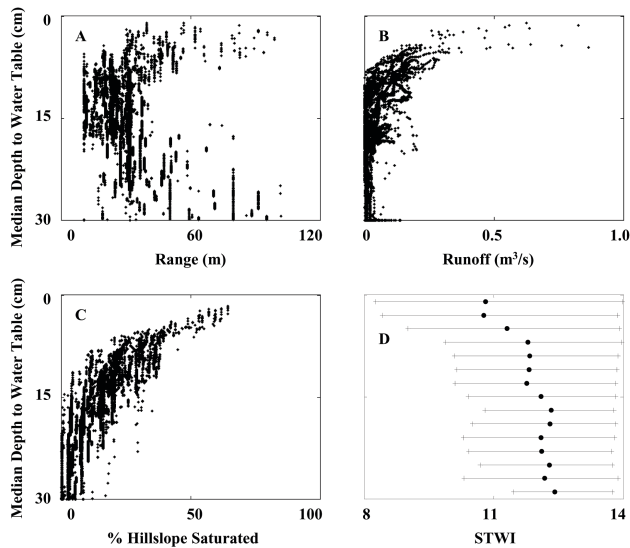 A
B
Median Depth to Water Table (cm)
0
15
30
0 60 120
Range (m)
0 0.5 1.0
Runoff (m³/s)
C
D
Median Depth to Water Table (cm)
0
15
30
0 50 100
% Hillslope Saturated
8 11 14
STWI